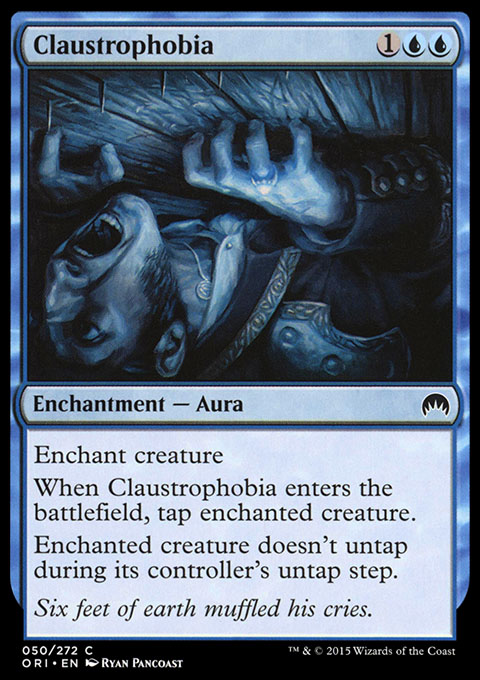 Claustrophobia 1
Enchantment — Aura
Enchant creature
When Claustrophobia enters the
battlefield, tap enchanted creature.
Enchanted creature doesn't untap
during its controller's untap step.
Six feet of earth muffled his cries.
050/272 C
ORI • EN Ryan Pancoast
™ & © 2015 Wizards of the Coast